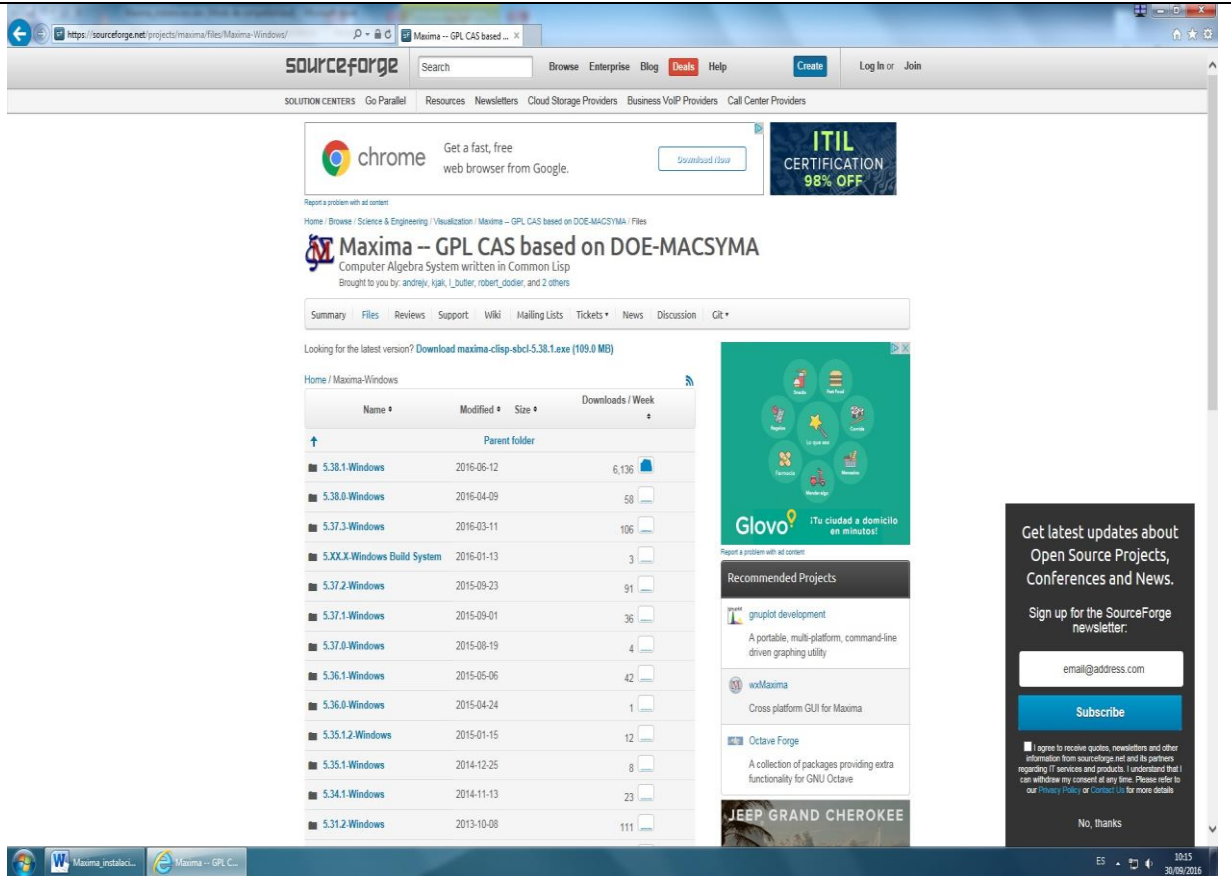 https://sourceforge.net/projects/maxima/files/Maxima-Windows/
Maxima -- GPL CAS based ...
sourceforge
Search
Browse Enterprise Blog Deals Help
Create
Log In or Join
SOLUTION CENTERS Go Parallel Resources Newsletters Cloud Storage Providers Business VoIP Providers Call Center Providers
chrome
Get a fast, free
web browser from Google.
Download Now
ITIL
CERTIFICATION
98% OFF
Report a problem with ad content
Home / Browse / Science & Engineering / Visualization / Maxima -- GPL CAS based on DOE-MACSYMA / Files
Maxima -- GPL CAS based on DOE-MACSYMA
Computer Algebra System written in Common Lisp
Brought to you by: andrejv, kjak, l_butler, robert_dodier, and 2 others
Summary Files Reviews Support Wiki Mailing Lists Tickets News Discussion Git
Looking for the latest version? Download maxima-clisp-sbcl-5.38.1.exe (109.0 MB)
Home / Maxima-Windows
Name Modified Size Downloads / Week
Parent folder
5.38.1-Windows 2016-06-12 6,136
5.38.0-Windows 2016-04-09 58
5.37.3-Windows 2016-03-11 106
5.XX.X-Windows Build System 2016-01-13 3
5.37.2-Windows 2015-09-23 91
5.37.1-Windows 2015-09-01 36
5.37.0-Windows 2015-08-19 4
5.36.1-Windows 2015-05-06 42
5.36.0-Windows 2015-04-24 1
5.35.1.2-Windows 2015-01-15 12
5.35.1-Windows 2014-12-25 8
5.34.1-Windows 2014-11-13 23
5.31.2-Windows 2013-10-08 111
Snacks
Fast Food
Regalos
Lo que sea
Comida
Farmacia
Mercados
Glovo
¡Tu ciudad a domicilio
en minutos!
Report a problem with ad content
Recommended Projects
gnuplot development
A portable, multi-platform, command-line
driven graphing utility
wxMaxima
Cross platform GUI for Maxima
Octave Forge
A collection of packages providing extra
functionality for GNU Octave
JEEP GRAND CHEROKEE
Get latest updates about
Open Source Projects,
Conferences and News.
Sign up for the SourceForge
newsletter:
email@address.com
Subscribe
I agree to receive quotes, newsletters and other
information from sourceforge.net and its partners
regarding IT services and products. I understand that I
can withdraw my consent at any time. Please refer to
our Privacy Policy or Contact Us for more details
No, thanks
Maxima_instalaci...
Maxima -- GPL C...
ES
10:15
30/09/2016